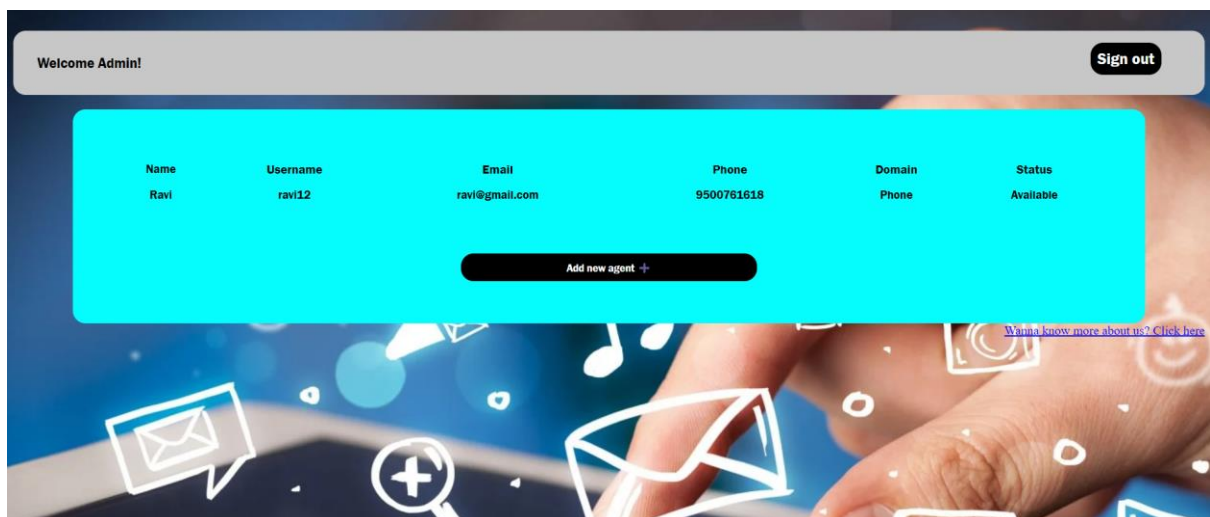 Welcome Admin!
Sign out
Name Username Email Phone Domain Status
Ravi ravi12 ravi@gmail.com 9500761618 Phone Available
Add new agent +
Wanna know more about us? Click here